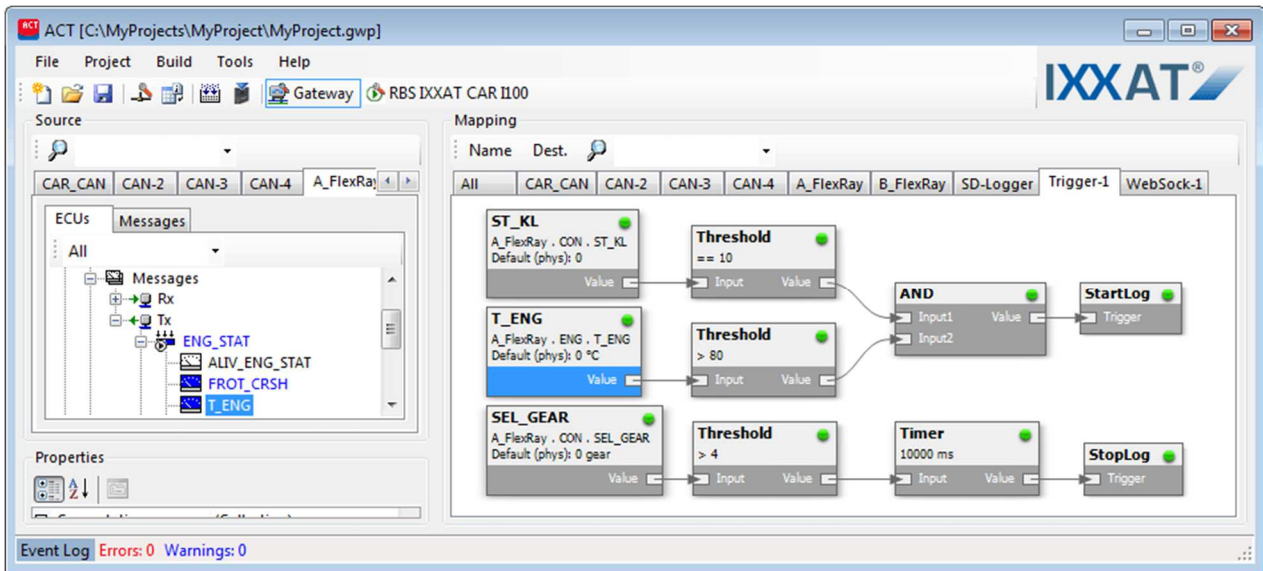 ACT [C:\MyProjects\MyProject\MyProject.gwp]
File Project Build Tools Help
IXXAT®
Gateway RBS IXXAT CAR I100
Source
CAR_CAN CAN-2 CAN-3 CAN-4 A_FlexRay
ECUs Messages
All
Messages
Rx
Tx
ENG_STAT
ALIV_ENG_STAT
FROT_CRSH
T_ENG
Properties
Mapping
Name Dest.
All CAR_CAN CAN-2 CAN-3 CAN-4 A_FlexRay B_FlexRay SD-Logger Trigger-1 WebSock-1
ST_KL
A_FlexRay . CON . ST_KL
Default (phys): 0
Value
Threshold
== 10
Input Value
T_ENG
A_FlexRay . ENG . T_ENG
Default (phys): 0 °C
Value
Threshold
> 80
Input Value
AND
Input1 Value
Input2
StartLog
Trigger
SEL_GEAR
A_FlexRay . CON . SEL_GEAR
Default (phys): 0 gear
Value
Threshold
> 4
Input Value
Timer
10000 ms
Input Value
StopLog
Trigger
Event Log Errors: 0 Warnings: 0